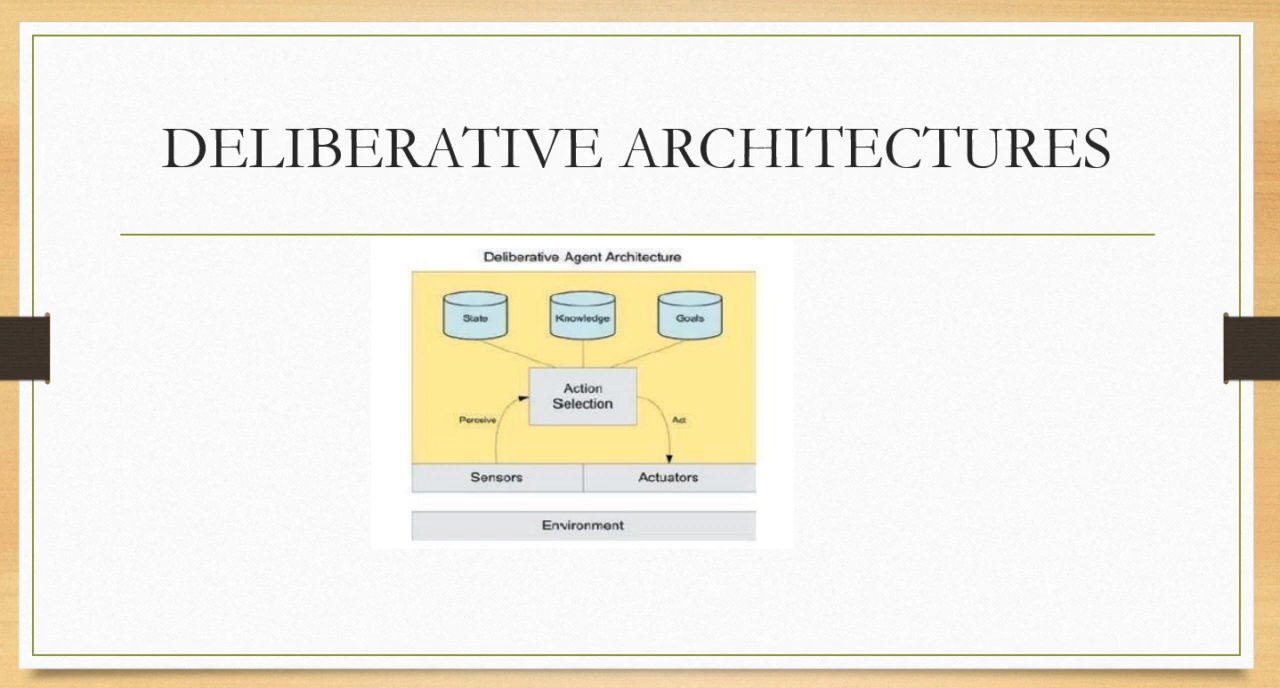 DELIBERATIVE ARCHITECTURES
Deliberative Agent Architecture
State
Knowledge
Goals
Action
Selection
Perceive
Act
Sensors
Actuators
Environment